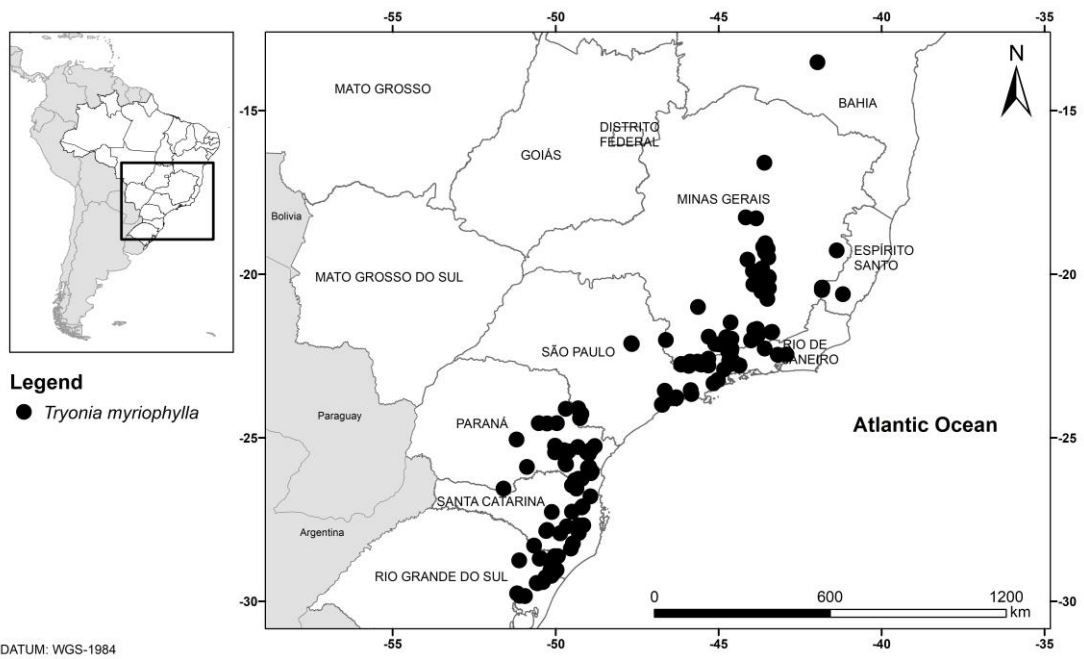 -55 -50 -45 -40 -35
N
MATO GROSSO
BAHIA
-15
-15
DISTRITO
FEDERAL
GOIÁS
MINAS GERAIS
Bolivia
ESPÍRITO
SANTO
MATO GROSSO DO SUL
-20
-20
RIO DE
JANEIRO
SÃO PAULO
Legend
Tryonia myriophylla
Paraguay
PARANÁ
Atlantic Ocean
-25
-25
SANTA CATARINA
Argentina
RIO GRANDE DO SUL
0 600 1200
km
-30
-30
-55 -50 -45 -40 -35
DATUM: WGS-1984